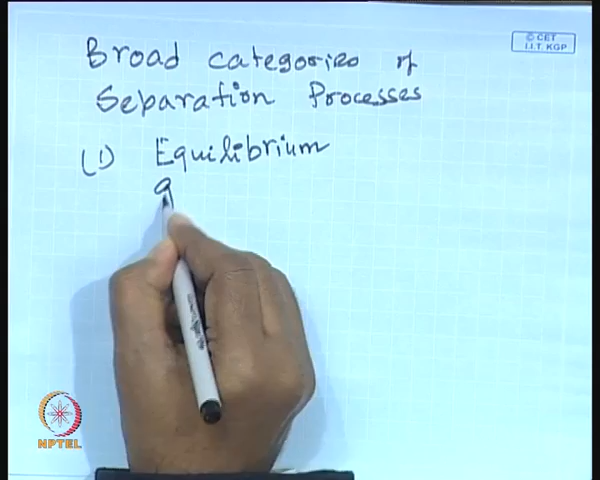 © CET
I.I.T. KGP
Broad categories of
Separation Processes
(1) Equilibrium
NPTEL